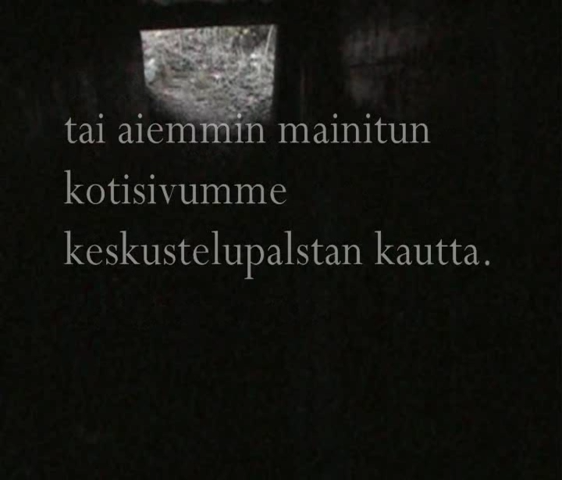 tai aiemmin mainitun
kotisivumme
keskustelupalstan kautta.